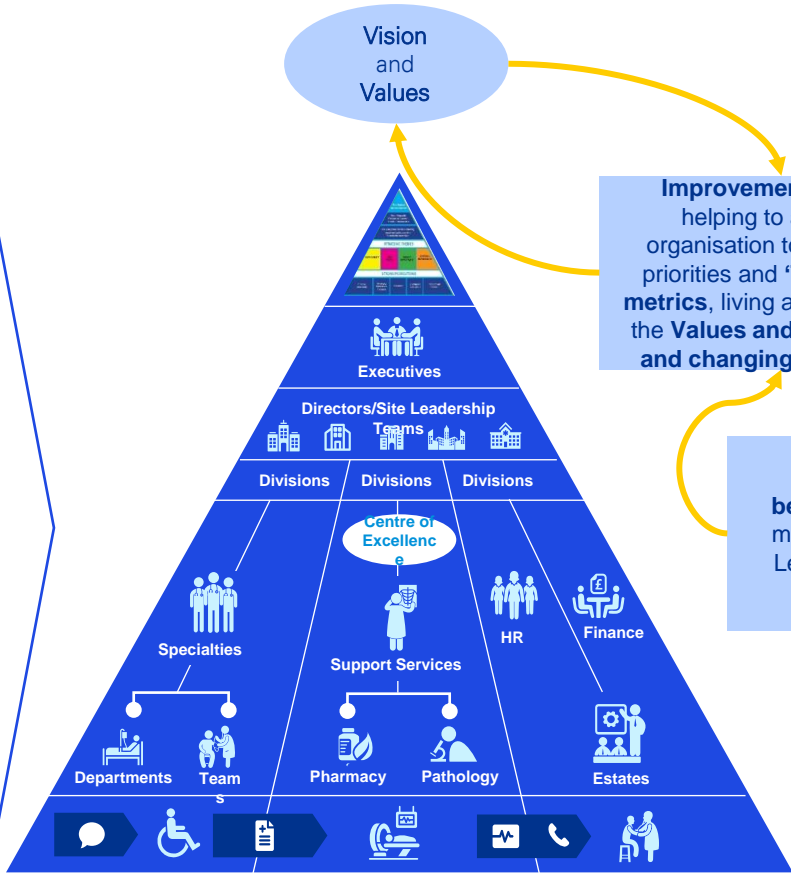 Vision
and
Values
Improvemen
helping to a
organisation to
priorities and “
metrics, living a
the Values and
and changing
be
m
Le
Executives
Directors/Site Leadership
Teams
Divisions
Divisions
Divisions
Centre of
Excellenc
e
Specialties
Support Services
HR
Finance
Departments
Team
s
Pharmacy
Pathology
Estates